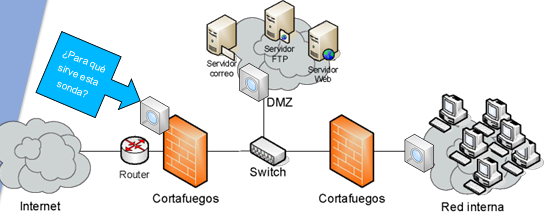 ¿Para qué
sirve esta
sonda?
Servidor
correo
Servidor
FTP
Servidor
Web
DMZ
Router
Switch
Internet
Cortafuegos
Cortafuegos
Red interna